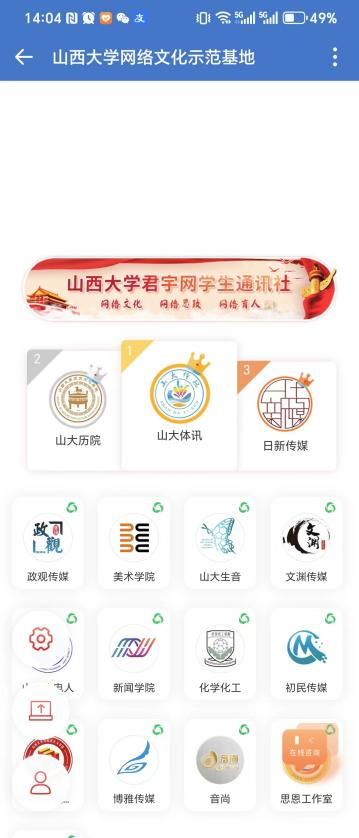 14:04
5G
5G
49%
山西大学网络文化示范基地
山西大学君宇网学生通讯社
网络文化 网络思政 网络育人
2
1
3
山大历院
山大体讯
日新传媒
政观传媒
美术学院
山大生音
文渊传媒
电人
新闻学院
化学化工
初民传媒
博雅传媒
音尚
在线咨询
思恩工作室